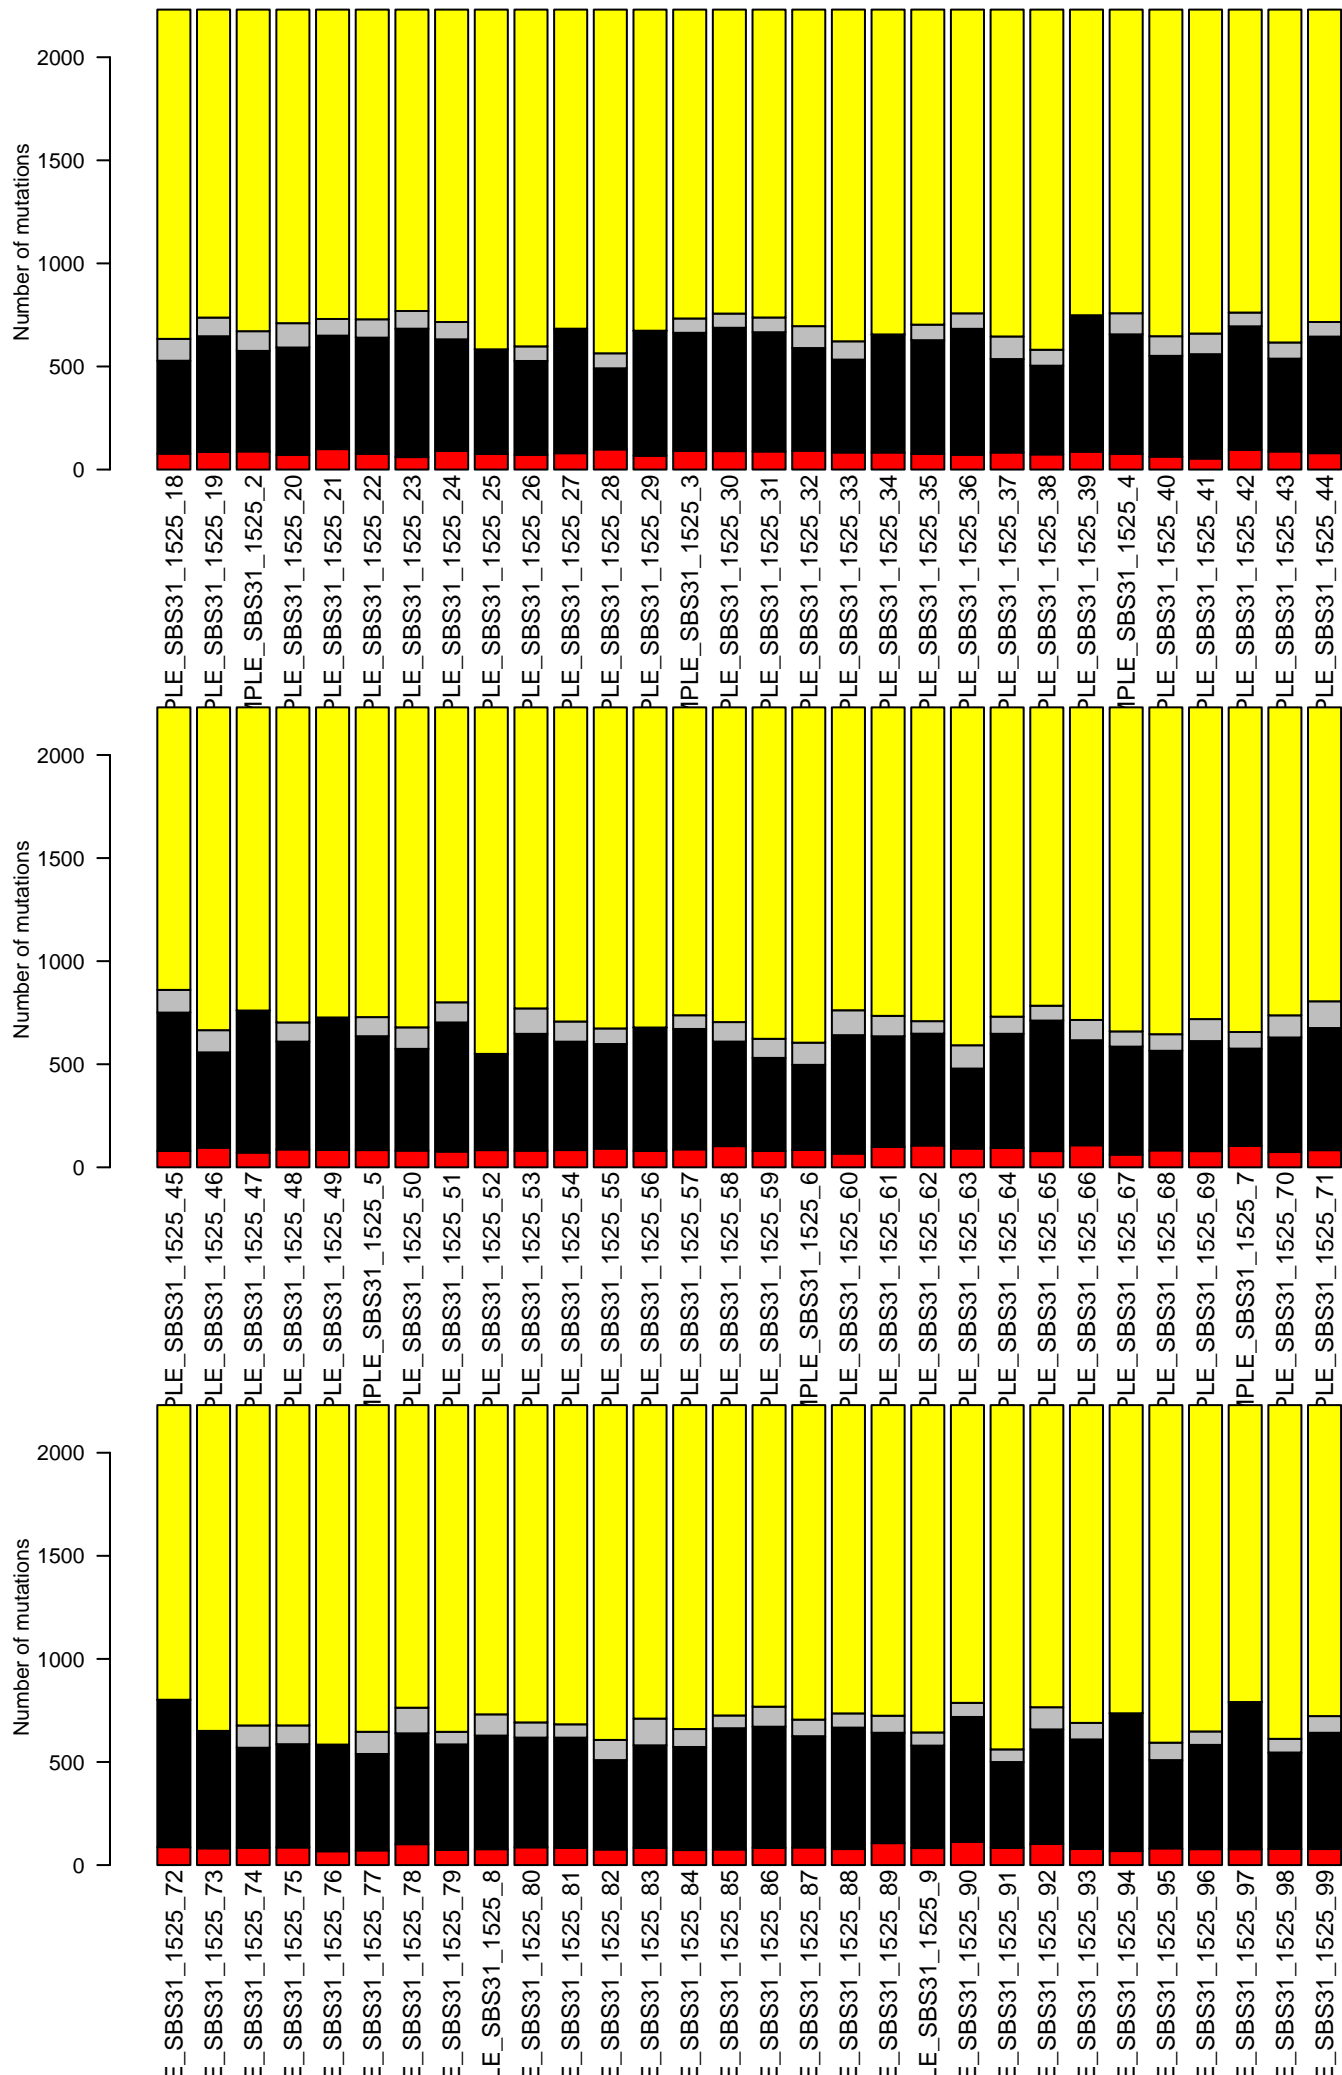 Number of mutations
2000
1500
1000
500
0
PLE_SBS31_1525_18
PLE_SBS31_1525_19
MPLE_SBS31_1525_2
PLE_SBS31_1525_20
PLE_SBS31_1525_21
PLE_SBS31_1525_22
PLE_SBS31_1525_23
PLE_SBS31_1525_24
PLE_SBS31_1525_25
PLE_SBS31_1525_26
PLE_SBS31_1525_27
PLE_SBS31_1525_28
PLE_SBS31_1525_29
MPLE_SBS31_1525_3
PLE_SBS31_1525_30
PLE_SBS31_1525_31
PLE_SBS31_1525_32
PLE_SBS31_1525_33
PLE_SBS31_1525_34
PLE_SBS31_1525_35
PLE_SBS31_1525_36
PLE_SBS31_1525_37
PLE_SBS31_1525_38
PLE_SBS31_1525_39
MPLE_SBS31_1525_4
PLE_SBS31_1525_40
PLE_SBS31_1525_41
PLE_SBS31_1525_42
PLE_SBS31_1525_43
PLE_SBS31_1525_44
Number of mutations
2000
1500
1000
500
0
PLE_SBS31_1525_45
PLE_SBS31_1525_46
PLE_SBS31_1525_47
PLE_SBS31_1525_48
PLE_SBS31_1525_49
MPLE_SBS31_1525_5
PLE_SBS31_1525_50
PLE_SBS31_1525_51
PLE_SBS31_1525_52
PLE_SBS31_1525_53
PLE_SBS31_1525_54
PLE_SBS31_1525_55
PLE_SBS31_1525_56
PLE_SBS31_1525_57
PLE_SBS31_1525_58
PLE_SBS31_1525_59
MPLE_SBS31_1525_6
PLE_SBS31_1525_60
PLE_SBS31_1525_61
PLE_SBS31_1525_62
PLE_SBS31_1525_63
PLE_SBS31_1525_64
PLE_SBS31_1525_65
PLE_SBS31_1525_66
PLE_SBS31_1525_67
PLE_SBS31_1525_68
PLE_SBS31_1525_69
MPLE_SBS31_1525_7
PLE_SBS31_1525_70
PLE_SBS31_1525_71
Number of mutations
2000
1500
1000
500
0
E_SBS31_1525_72
E_SBS31_1525_73
E_SBS31_1525_74
E_SBS31_1525_75
E_SBS31_1525_76
E_SBS31_1525_77
E_SBS31_1525_78
E_SBS31_1525_79
LE_SBS31_1525_8
E_SBS31_1525_80
E_SBS31_1525_81
E_SBS31_1525_82
E_SBS31_1525_83
E_SBS31_1525_84
E_SBS31_1525_85
E_SBS31_1525_86
E_SBS31_1525_87
E_SBS31_1525_88
E_SBS31_1525_89
LE_SBS31_1525_9
E_SBS31_1525_90
E_SBS31_1525_91
E_SBS31_1525_92
E_SBS31_1525_93
E_SBS31_1525_94
E_SBS31_1525_95
E_SBS31_1525_96
E_SBS31_1525_97
E_SBS31_1525_98
E_SBS31_1525_99